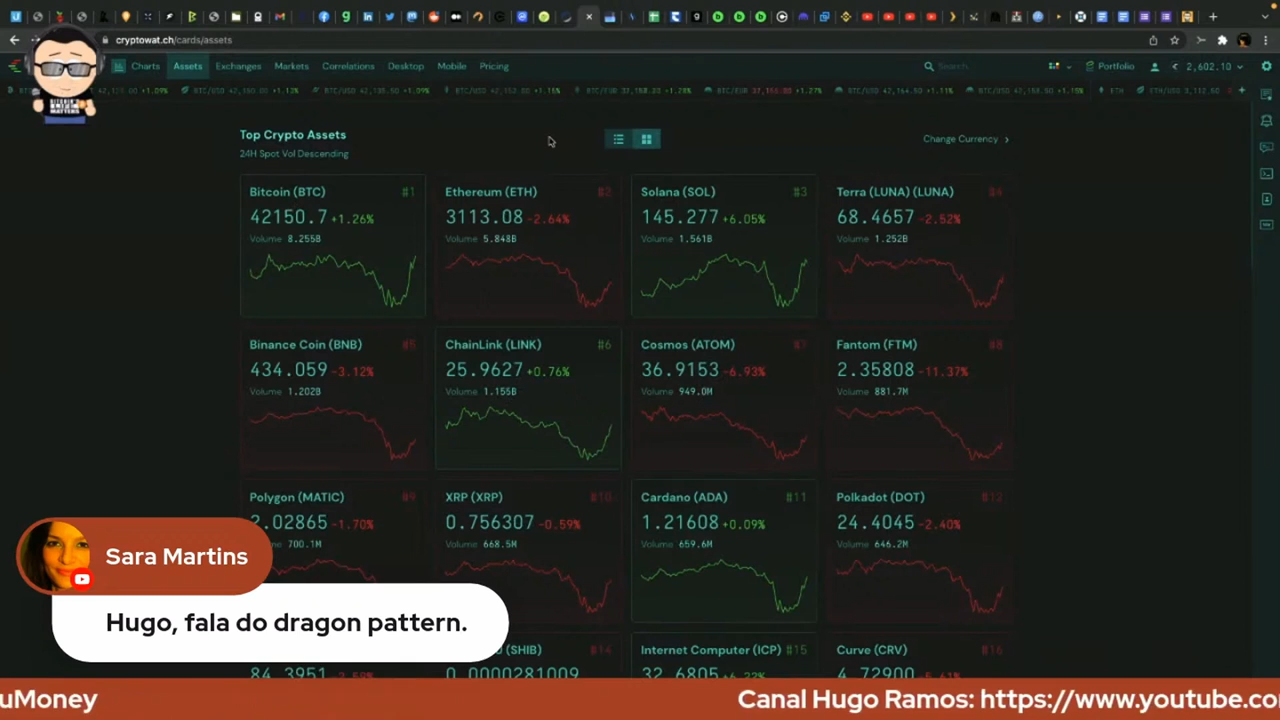 cryptowat.ch/cards/assets
Charts
Assets
Exchanges
Markets
Correlations
Desktop
Mobile
Pricing
Search
Portfolio
€ 2,602.10
Top Crypto Assets
24H Spot Vol Descending
Change Currency
Bitcoin (BTC) #1
42150.7 +1.26%
Volume 8.255B
Ethereum (ETH) #2
3113.08 -2.64%
Volume 5.848B
Solana (SOL) #3
145.277 +6.05%
Volume 1.561B
Terra (LUNA) (LUNA) #4
68.4657 -2.52%
Volume 1.252B
Binance Coin (BNB) #5
434.059 -3.12%
Volume 1.202B
ChainLink (LINK) #6
25.9627 +0.76%
Volume 1.155B
Cosmos (ATOM) #7
36.9153 -6.93%
Volume 949.0M
Fantom (FTM) #8
2.35808 -11.37%
Volume 881.7M
Polygon (MATIC) #9
2.02865 -1.70%
700.1M
XRP (XRP) #10
0.756307 -0.59%
Volume 668.5M
Cardano (ADA) #11
1.21608 +0.09%
Volume 659.6M
Polkadot (DOT) #12
24.4045 -2.40%
Volume 646.2M
(SHIB) #14
Internet Computer (ICP) #15
Curve (CRV) #16
Sara Martins
Hugo, fala do dragon pattern.
uMoney
Canal Hugo Ramos: https://www.youtube.co